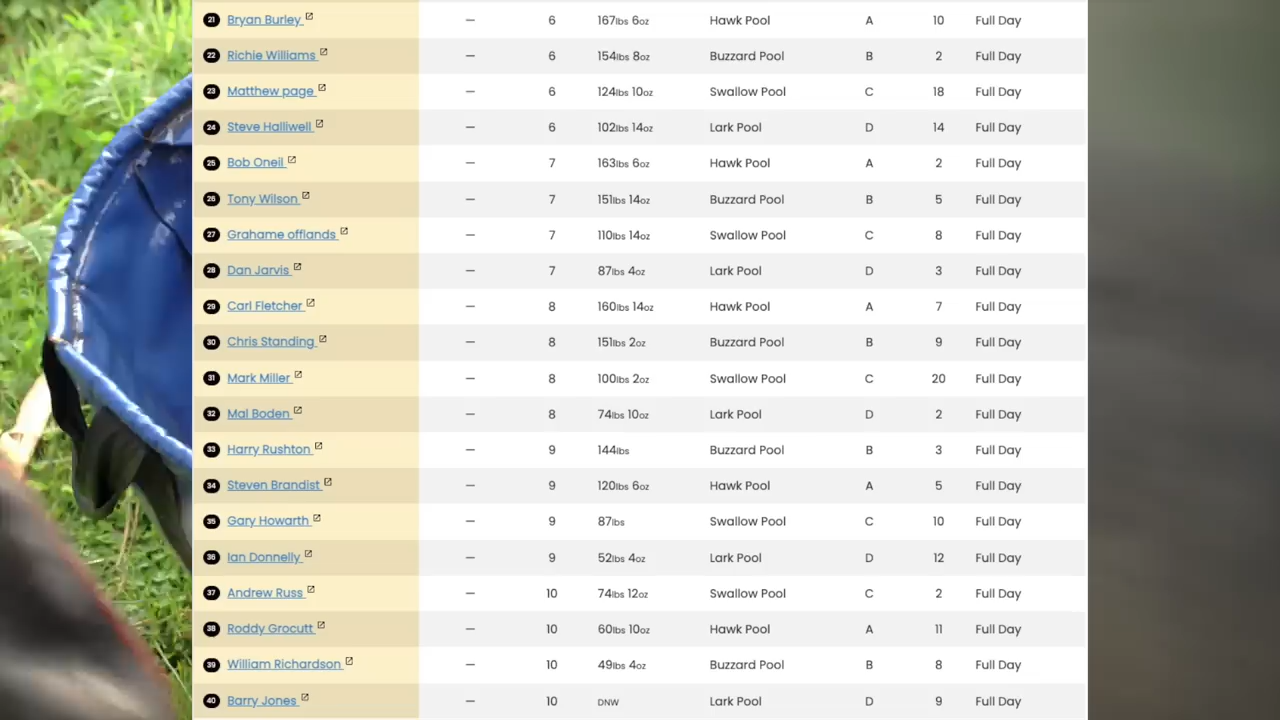 21 Bryan Burley — 6 167lbs 6oz Hawk Pool A 10 Full Day
22 Richie Williams — 6 154lbs 8oz Buzzard Pool B 2 Full Day
23 Matthew page — 6 124lbs 10oz Swallow Pool C 18 Full Day
24 Steve Halliwell — 6 102lbs 14oz Lark Pool D 14 Full Day
25 Bob Oneil — 7 163lbs 6oz Hawk Pool A 2 Full Day
26 Tony Wilson — 7 151lbs 14oz Buzzard Pool B 5 Full Day
27 Grahame offlands — 7 110lbs 14oz Swallow Pool C 8 Full Day
28 Dan Jarvis — 7 87lbs 4oz Lark Pool D 3 Full Day
29 Carl Fletcher — 8 160lbs 14oz Hawk Pool A 7 Full Day
30 Chris Standing — 8 151lbs 2oz Buzzard Pool B 9 Full Day
31 Mark Miller — 8 100lbs 2oz Swallow Pool C 20 Full Day
32 Mal Boden — 8 74lbs 10oz Lark Pool D 2 Full Day
33 Harry Rushton — 9 144lbs Buzzard Pool B 3 Full Day
34 Steven Brandist — 9 120lbs 6oz Hawk Pool A 5 Full Day
35 Gary Howarth — 9 87lbs Swallow Pool C 10 Full Day
36 Ian Donnelly — 9 52lbs 4oz Lark Pool D 12 Full Day
37 Andrew Russ — 10 74lbs 12oz Swallow Pool C 2 Full Day
38 Roddy Grocutt — 10 60lbs 10oz Hawk Pool A 11 Full Day
39 William Richardson — 10 49lbs 4oz Buzzard Pool B 8 Full Day
40 Barry Jones — 10 DNW Lark Pool D 9 Full Day